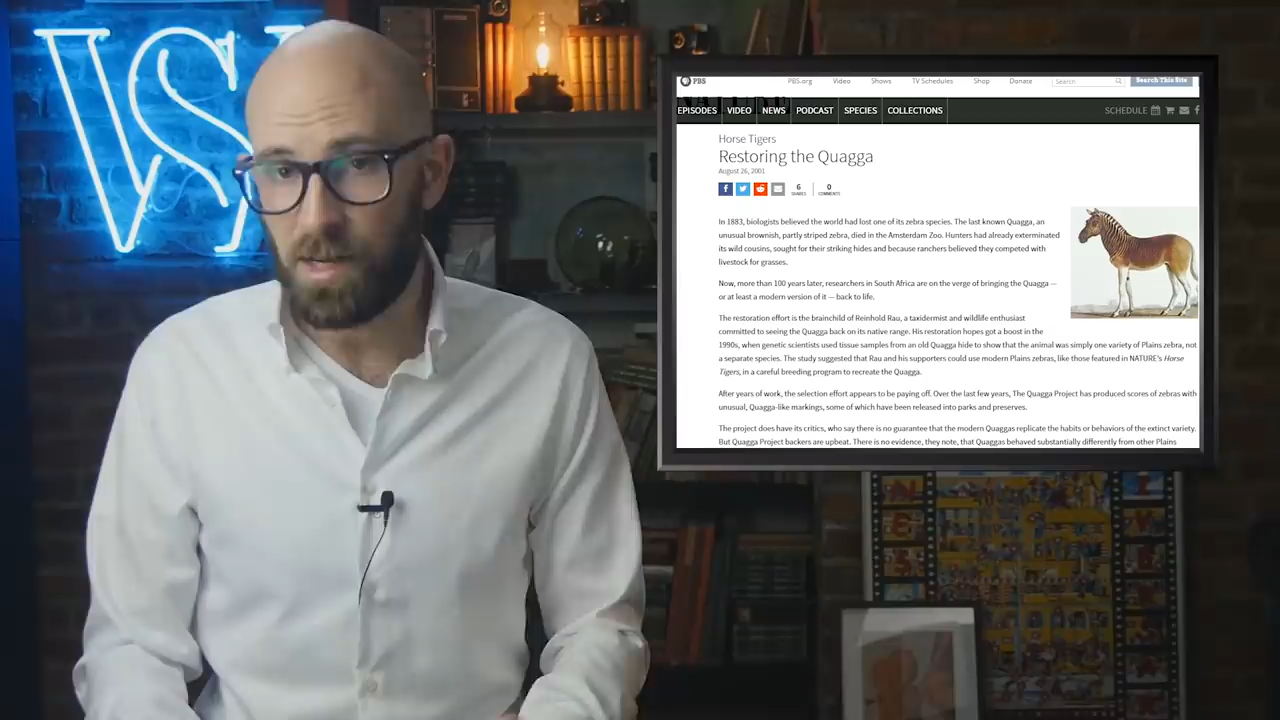 VS
PBS
PBS.org Video Shows TV Schedules Shop Donate Search Search This Site
EPISODES VIDEO NEWS PODCAST SPECIES COLLECTIONS SCHEDULE
Horse Tigers
Restoring the Quagga
August 26, 2001
6 0
SHARES COMMENTS
In 1883, biologists believed the world had lost one of its zebra species. The last known Quagga, an
unusual brownish, partly striped zebra, died in the Amsterdam Zoo. Hunters had already exterminated
its wild cousins, sought for their striking hides and because ranchers believed they competed with
livestock for grasses.
Now, more than 100 years later, researchers in South Africa are on the verge of bringing the Quagga —
or at least a modern version of it — back to life.
The restoration effort is the brainchild of Reinhold Rau, a taxidermist and wildlife enthusiast
committed to seeing the Quagga back on its native range. His restoration hopes got a boost in the
1990s, when genetic scientists used tissue samples from an old Quagga hide to show that the animal was simply one variety of Plains zebra, not
a separate species. The study suggested that Rau and his supporters could use modern Plains zebras, like those featured in NATURE's Horse
Tigers, in a careful breeding program to recreate the Quagga.
After years of work, the selection effort appears to be paying off. Over the last few years, The Quagga Project has produced scores of zebras with
unusual, Quagga-like markings, some of which have been released into parks and preserves.
The project does have its critics, who say there is no guarantee that the modern Quaggas replicate the habits or behaviors of the extinct variety.
But Quagga Project backers are upbeat. There is no evidence, they note, that Quaggas behaved substantially differently from other Plains